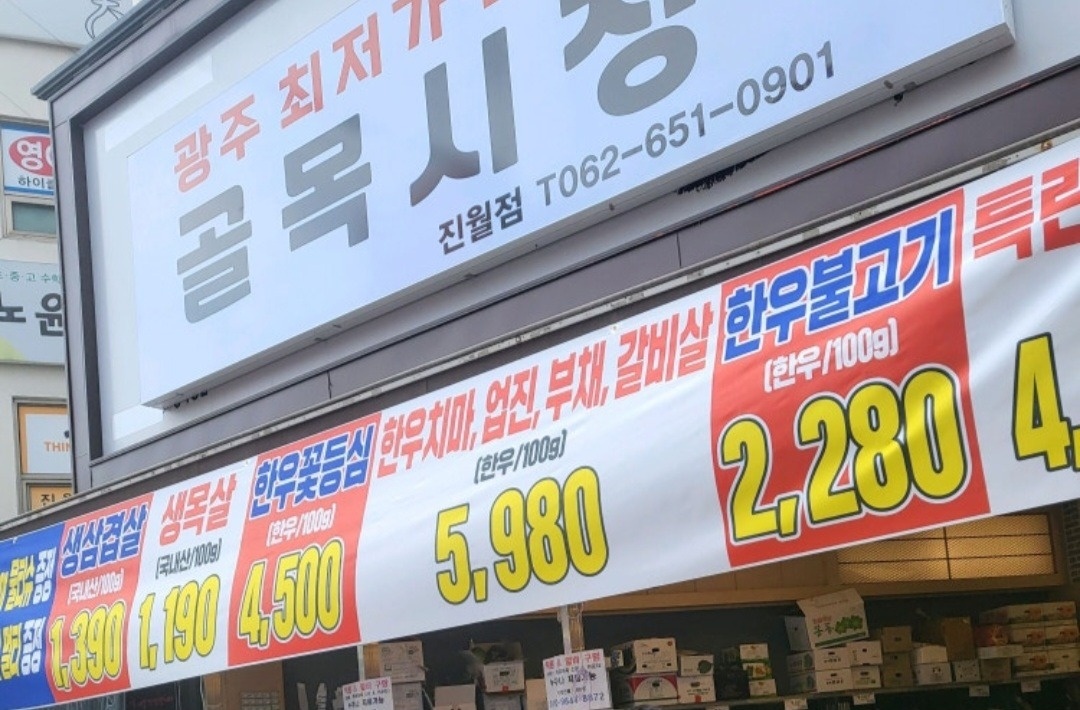 광주 최저가
골목시장
진월점 T062-651-0901
영
하이
노원
생삼겹살
(국내산/100g)
1,390
생목살
(국내산/100g)
1,190
한우꽃등심
(한우/100g)
4,500
한우치마, 업진, 부채, 갈비살
(한우/100g)
5,980
한우불고기
(한우/100g)
2,280
특란
4,
THIN